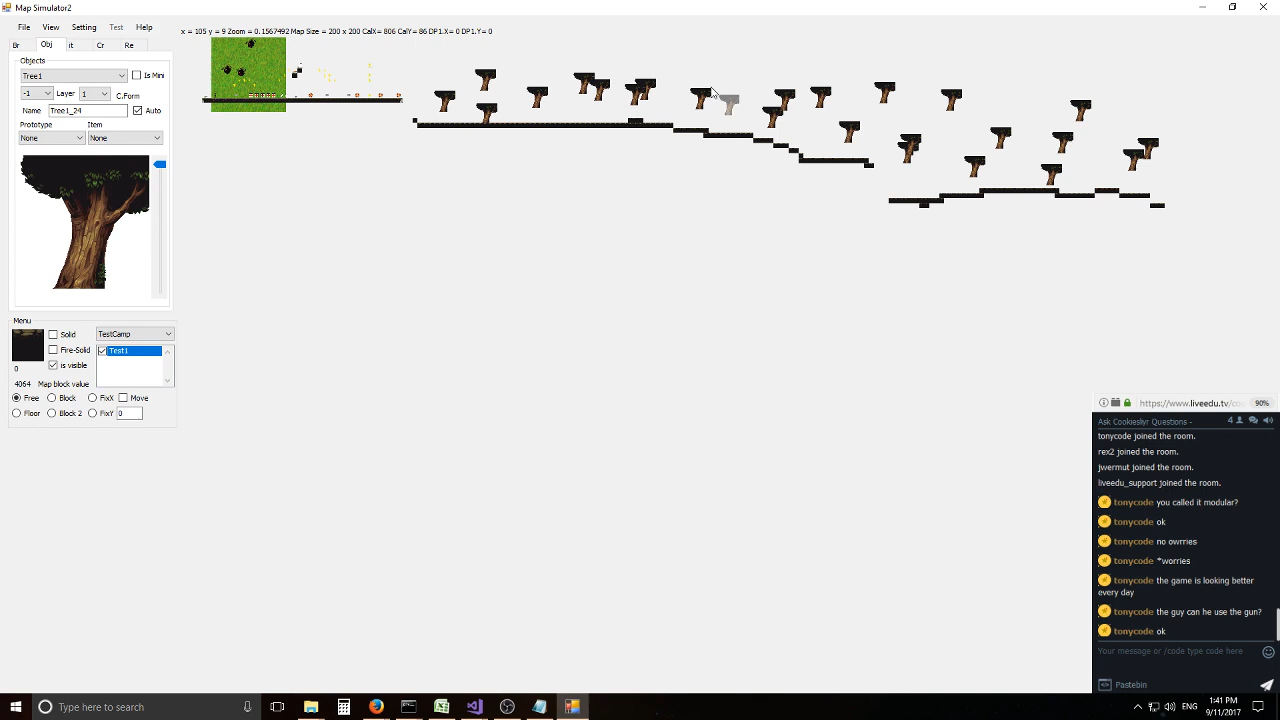 Map Simulator2
File View Setting Test Help
x = 105 y = 9 Zoom = 0.1567492 Map Size = 200 x 200 CalX= 806 CalY= 86 DP1.X= 0 DP1.Y= 0
Br Obj Cr Re
Objects
Tree1 Is Mini
Layer 1 C.Form
Name Tree1_24 Auto
Prototype Item
None None
Menu
Solid TestCamp
Fire-Solid Test1
is visible
0
4064 Map block value
Free Block FixX Move
Floor Block 2 FixY 0
https://www.liveedu.tv/co 90%
Ask Cookiesliyr Questions - 4
tonycode joined the room.
rex2 joined the room.
jwermut joined the room.
liveedu_support joined the room.
tonycode you called it modular?
tonycode ok
tonycode no owrries
tonycode *worries
tonycode the game is looking better
every day
tonycode the guy can he use the gun?
tonycode ok
Your message or /code type code here
Pastebin
Type here to search
ENG
1:41 PM
9/11/2017